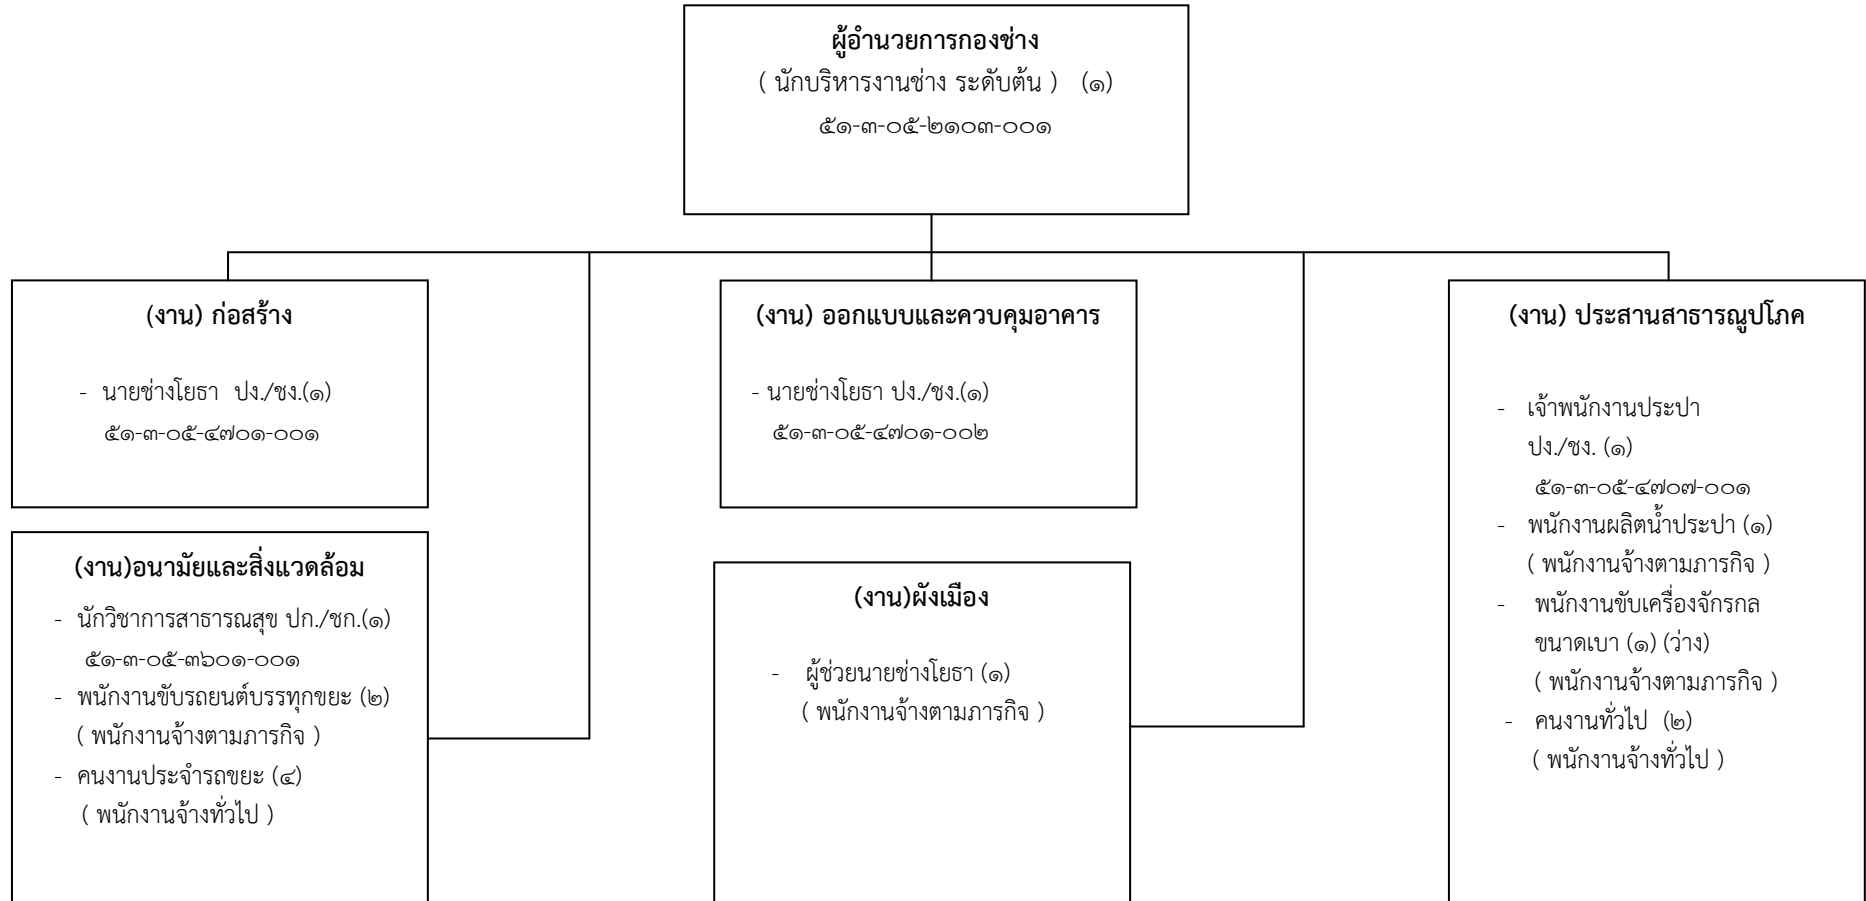 ผู้อำนวยการกองช่าง
( นักบริหารงานช่าง ระดับต้น ) (๑)
๕๑-๓-๐๕-๒๑๐๓-๐๐๑
(งาน) ก่อสร้าง
- นายช่างโยธา ปง./ชง.(๑)
๕๑-๓-๐๕-๔๗๐๑-๐๐๑
(งาน) ออกแบบและควบคุมอาคาร
- นายช่างโยธา ปง./ชง.(๑)
๕๑-๓-๐๕-๔๗๐๑-๐๐๒
(งาน) ประสานสาธารณูปโภค
- เจ้าพนักงานประปา
ปง./ชง. (๑)
๕๑-๓-๐๕-๔๗๐๗-๐๐๑
- พนักงานผลิตน้ำประปา (๑)
( พนักงานจ้างตามภารกิจ )
- พนักงานขับเครื่องจักรกล
ขนาดเบา (๑) (ว่าง)
( พนักงานจ้างตามภารกิจ )
- คนงานทั่วไป (๒)
( พนักงานจ้างทั่วไป )
(งาน)อนามัยและสิ่งแวดล้อม
- นักวิชาการสาธารณสุข ปก./ชก.(๑)
๕๑-๓-๐๕-๓๖๐๑-๐๐๑
- พนักงานขับรถยนต์บรรทุกขยะ (๒)
( พนักงานจ้างตามภารกิจ )
- คนงานประจำรถขยะ (๔)
( พนักงานจ้างทั่วไป )
(งาน)ผังเมือง
- ผู้ช่วยนายช่างโยธา (๑)
( พนักงานจ้างตามภารกิจ )